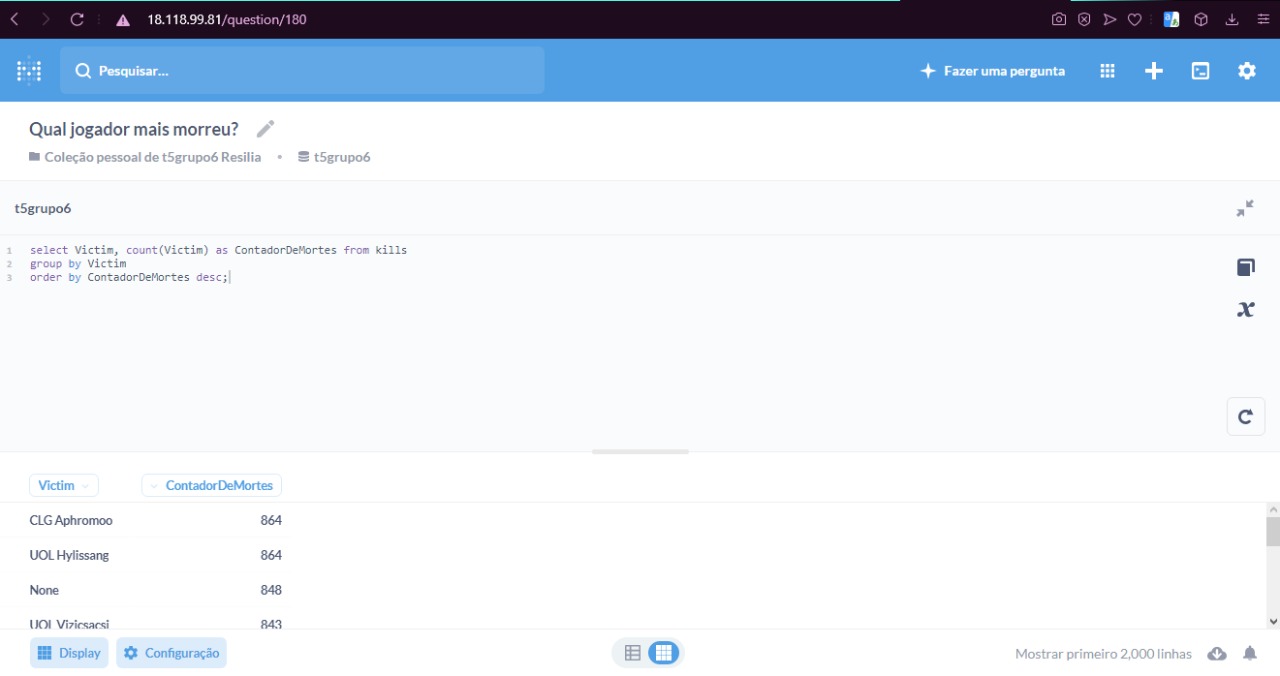 18.118.99.81/question/180
Pesquisar...
Fazer uma pergunta
Qual jogador mais morreu?
Coleção pessoal de t5grupo6 Resilia • t5grupo6
t5grupo6
1 select Victim, count(Victim) as ContadorDeMortes from kills
2 group by Victim
3 order by ContadorDeMortes desc;
Victim ContadorDeMortes
CLG Aphromoo 864
UOL Hylissang 864
None 848
UOL Vizicsacsi 843
Display Configuração Mostrar primeiro 2,000 linhas